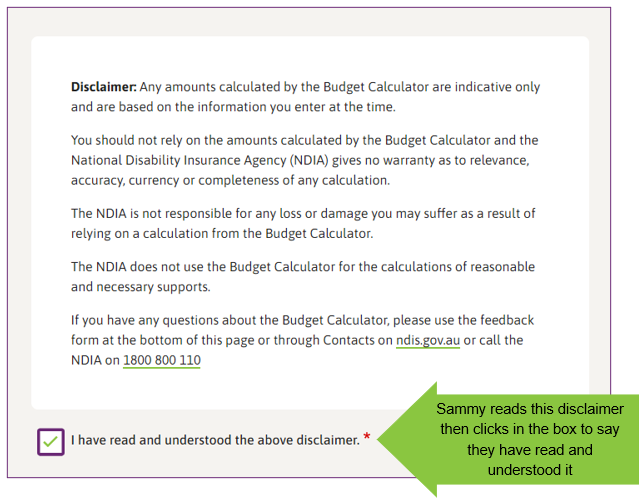 Disclaimer: Any amounts calculated by the Budget Calculator are indicative only
and are based on the information you enter at the time.
You should not rely on the amounts calculated by the Budget Calculator and the
National Disability Insurance Agency (NDIA) gives no warranty as to relevance,
accuracy, currency or completeness of any calculation.
The NDIA is not responsible for any loss or damage you may suffer as a result of
relying on a calculation from the Budget Calculator.
The NDIA does not use the Budget Calculator for the calculations of reasonable
and necessary supports.
If you have any questions about the Budget Calculator, please use the feedback
form at the bottom of this page or through Contacts on ndis.gov.au or call the
NDIA on 1800 800 110
I have read and understood the above disclaimer. *
Sammy reads this disclaimer
then clicks in the box to say
they have read and
understood it